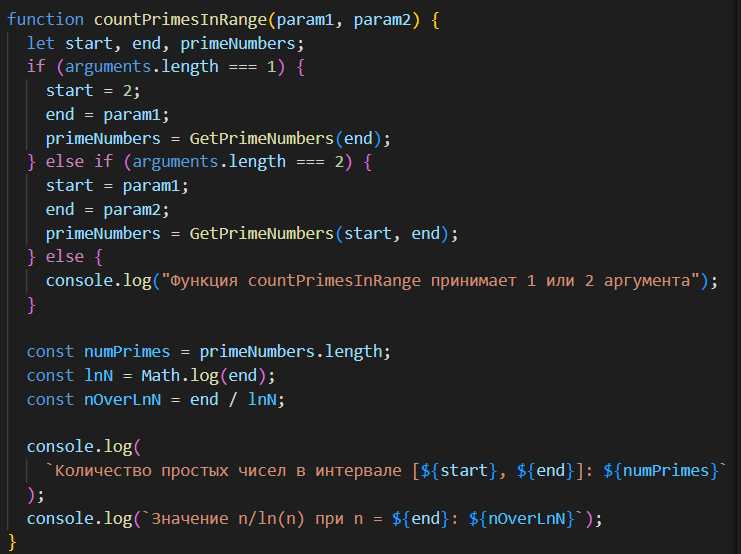 function countPrimesInRange(param1, param2) {
  let start, end, primeNumbers;
  if (arguments.length === 1) {
    start = 2;
    end = param1;
    primeNumbers = GetPrimeNumbers(end);
  } else if (arguments.length === 2) {
    start = param1;
    end = param2;
    primeNumbers = GetPrimeNumbers(start, end);
  } else {
    console.log("Функция countPrimesInRange принимает 1 или 2 аргумента");
  }

  const numPrimes = primeNumbers.length;
  const lnN = Math.log(end);
  const nOverLnN = end / lnN;

  console.log(
    `Количество простых чисел в интервале [${start}, ${end}]: ${numPrimes}`
  );
  console.log(`Значение n/ln(n) при n = ${end}: ${nOverLnN}`);
}